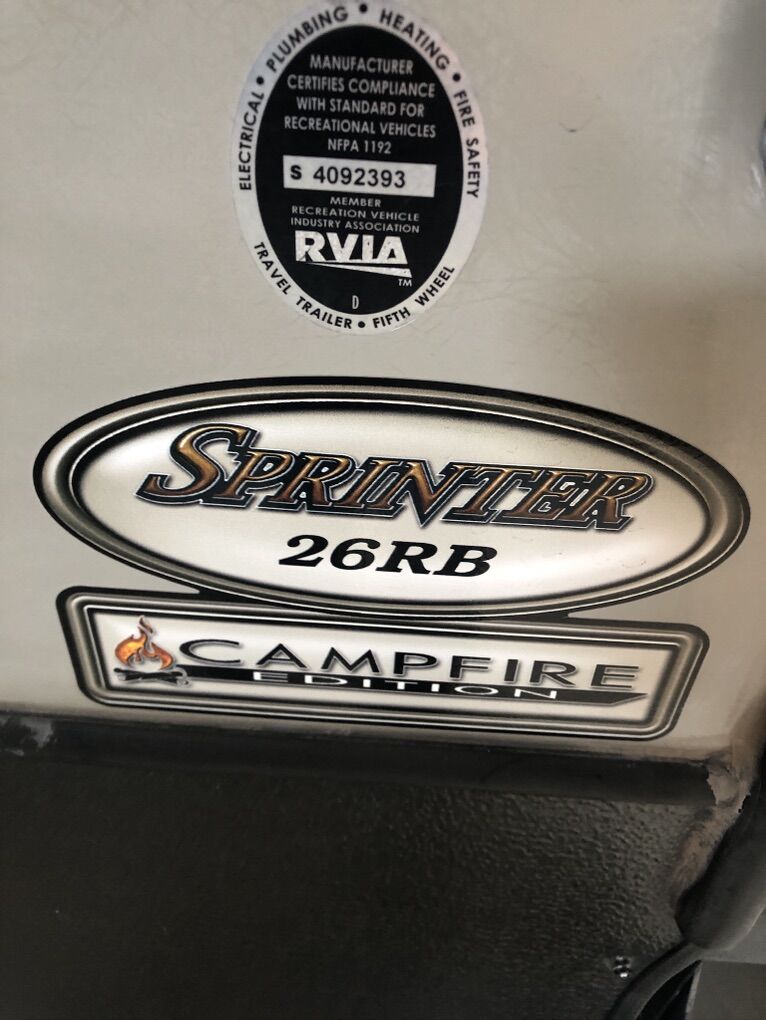 ELECTRICAL • PLUMBING • HEATING • FIRE SAFETY
MANUFACTURER
CERTIFIES COMPLIANCE
WITH STANDARD FOR
RECREATIONAL VEHICLES
NFPA 1192
S 4092393
MEMBER
RECREATION VEHICLE
INDUSTRY ASSOCIATION
RVIA
TM
D
TRAVEL TRAILER • FIFTH WHEEL
SPRINTER
26RB
CAMPFIRE
EDITION